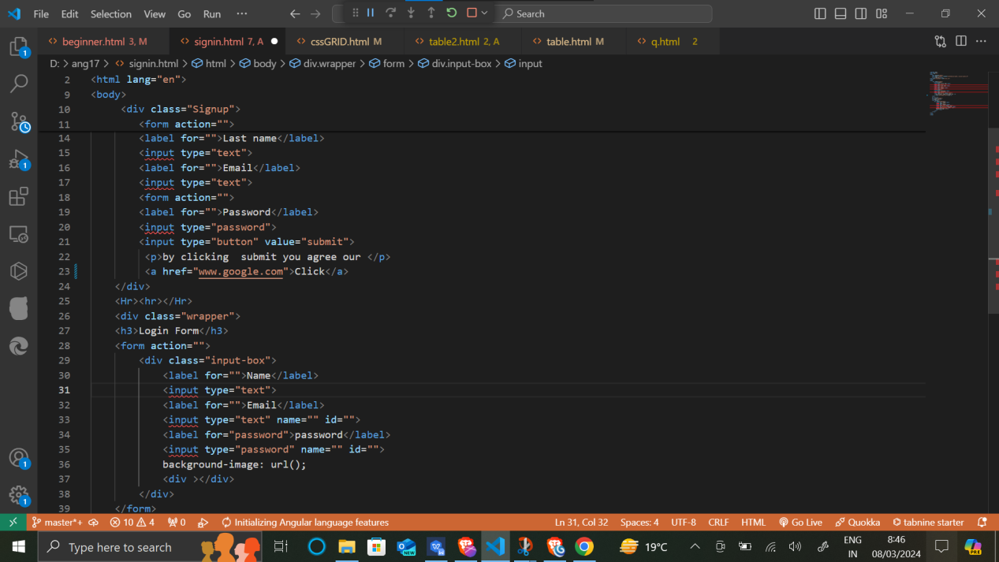 File Edit Selection View Go Run ··· Search
beginner.html 3, M signin.html 7, A cssGRID.html M table2.html 2, A table.html M q.html 2
D: > ang17 > signin.html > html > body > div.wrapper > form > div.input-box > input
2 <html lang="en">
9 <body>
10 <div class="Signup">
11 <form action="">
14 <label for="">Last name</label>
15 <input type="text">
16 <label for="">Email</label>
17 <input type="text">
18 <form action="">
19 <label for="">Password</label>
20 <input type="password">
21 <input type="button" value="submit">
22 <p>by clicking  submit you agree our </p>
23 <a href="www.google.com">Click</a>
24 </div>
25 <Hr><hr></Hr>
26 <div class="wrapper">
27 <h3>Login Form</h3>
28 <form action="">
29 <div class="input-box">
30 <label for="">Name</label>
31 <input type="text">
32 <label for="">Email</label>
33 <input type="text" name="" id="">
34 <label for="password">password</label>
35 <input type="password" name="" id="">
36 background-image: url();
37 <div ></div>
38 </div>
39 </form>
1
1
1
1
master*+ 10 4 0 Initializing Angular language features Ln 31, Col 32 Spaces: 4 UTF-8 CRLF HTML Go Live Quokka tabnine starter
Type here to search NEW 19°C ENG IN 8:46 08/03/2024 PRE